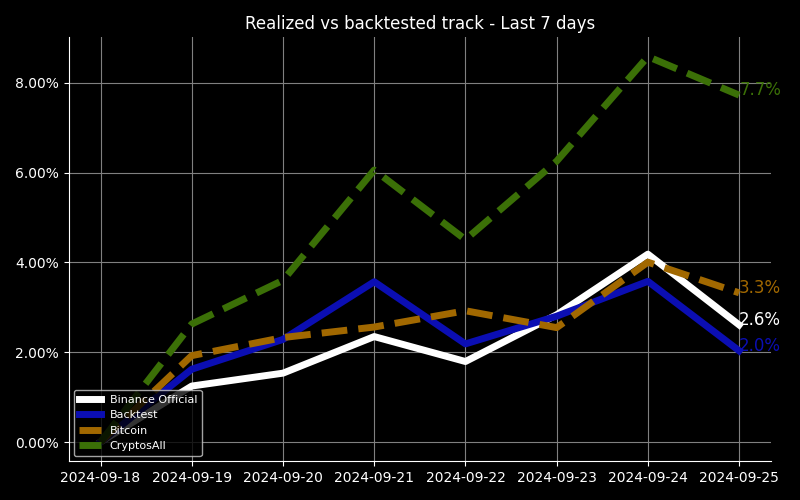 Realized vs backtested track - Last 7 days
8.00%
7.7%
6.00%
4.00%
3.3%
2.6%
2.0%
2.00%
Binance Official
Backtest
Bitcoin
CryptosAll
0.00%
2024-09-18 2024-09-19 2024-09-20 2024-09-21 2024-09-22 2024-09-23 2024-09-24 2024-09-25